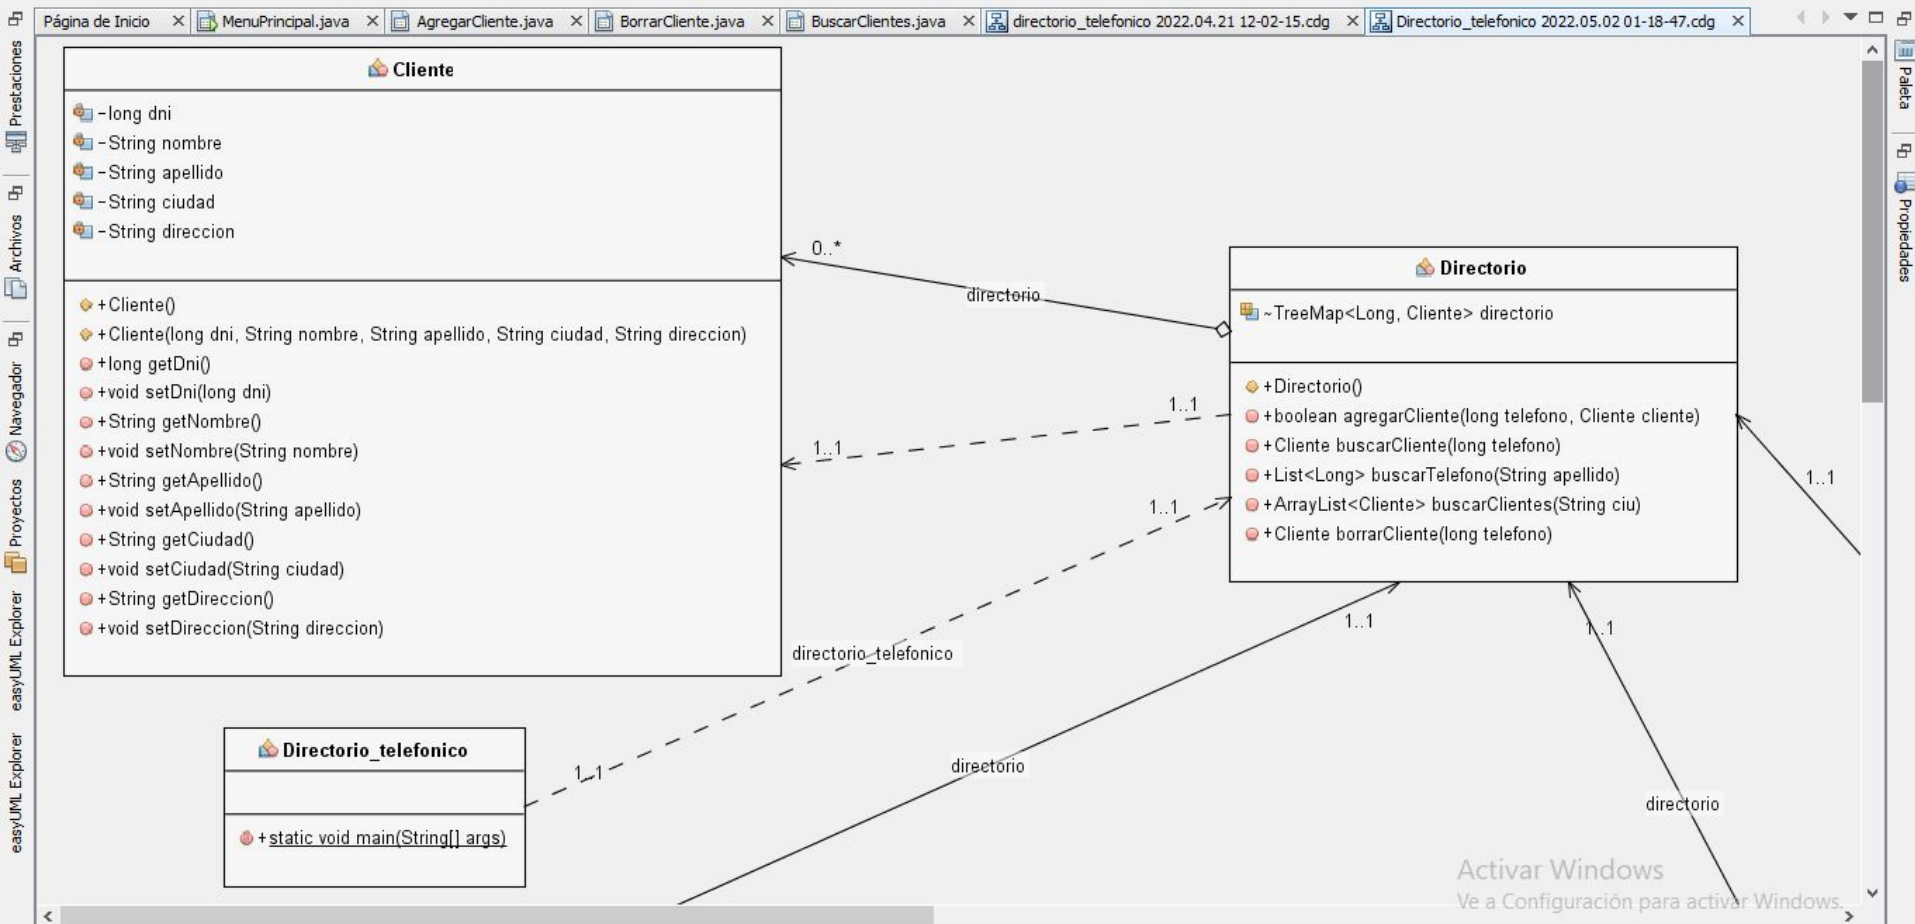 Página de Inicio
MenuPrincipal.java
AgregarCliente.java
BorrarCliente.java
BuscarClientes.java
directorio_telefonico 2022.04.21 12-02-15.cdg
Directorio_telefonico 2022.05.02 01-18-47.cdg
Prestaciones
Archivos
Navegador
Proyectos
easyUML Explorer
easyUML Explorer
Cliente
-long dni
-String nombre
-String apellido
-String ciudad
-String direccion
+Cliente()
+Cliente(long dni, String nombre, String apellido, String ciudad, String direccion)
+long getDni()
+void setDni(long dni)
+String getNombre()
+void setNombre(String nombre)
+String getApellido()
+void setApellido(String apellido)
+String getCiudad()
+void setCiudad(String ciudad)
+String getDireccion()
+void setDireccion(String direccion)
0..*
directorio
1..1
1..1
1..1
directorio_telefonico
1..1
Directorio_telefonico
+static void main(String[] args)
Directorio
~TreeMap<Long, Cliente> directorio
+Directorio()
+boolean agregarCliente(long telefono, Cliente cliente)
+Cliente buscarCliente(long telefono)
+List<Long> buscarTelefono(String apellido)
+ArrayList<Cliente> buscarClientes(String ciu)
+Cliente borrarCliente(long telefono)
1..1
1..1
1..1
directorio
directorio
Activar Windows
Ve a Configuración para activar Windows.
Paleta
Propiedades